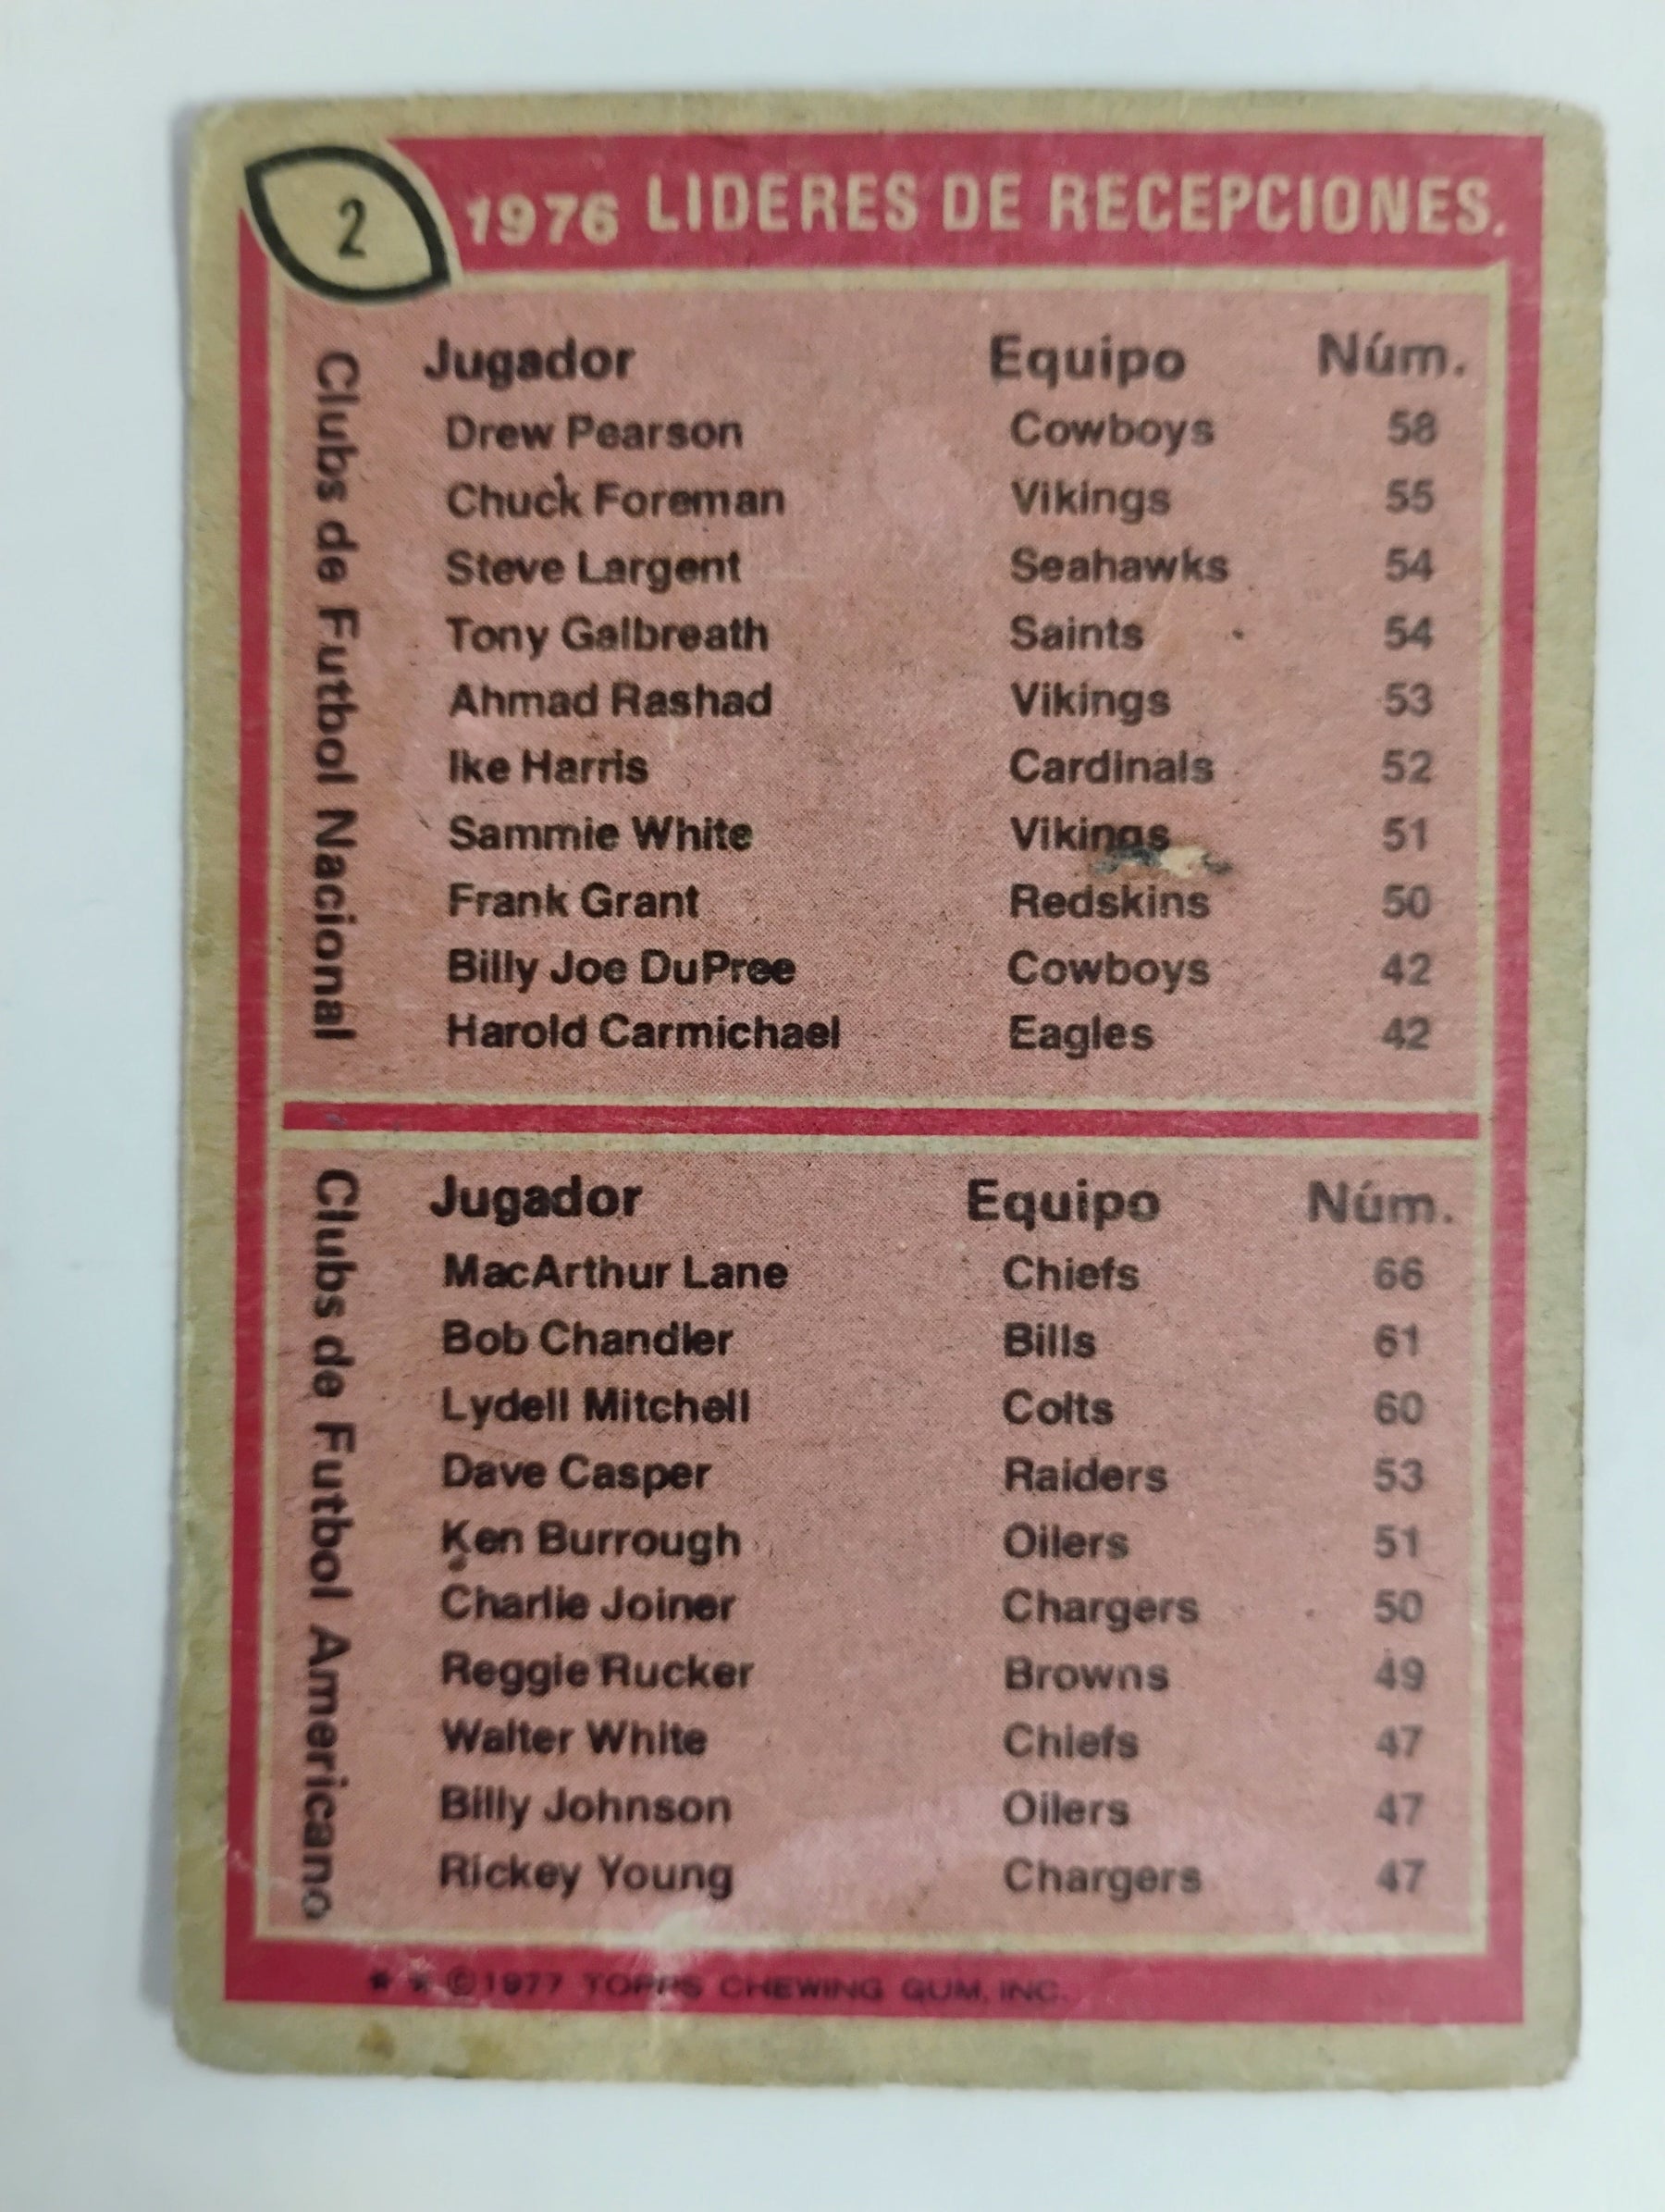 2
1976 LIDERES DE RECEPCIONES.
Clubs de Futbol Nacional
Jugador Equipo Núm.
Drew Pearson Cowboys 58
Chuck Foreman Vikings 55
Steve Largent Seahawks 54
Tony Galbreath Saints 54
Ahmad Rashad Vikings 53
Ike Harris Cardinals 52
Sammie White Vikings 51
Frank Grant Redskins 50
Billy Joe DuPree Cowboys 42
Harold Carmichael Eagles 42
Clubs de Futbol Americano
Jugador Equipo Núm.
MacArthur Lane Chiefs 66
Bob Chandler Bills 61
Lydell Mitchell Colts 60
Dave Casper Raiders 53
Ken Burrough Oilers 51
Charlie Joiner Chargers 50
Reggie Rucker Browns 49
Walter White Chiefs 47
Billy Johnson Oilers 47
Rickey Young Chargers 47
* * ©1977 TOPPS CHEWING GUM, INC.